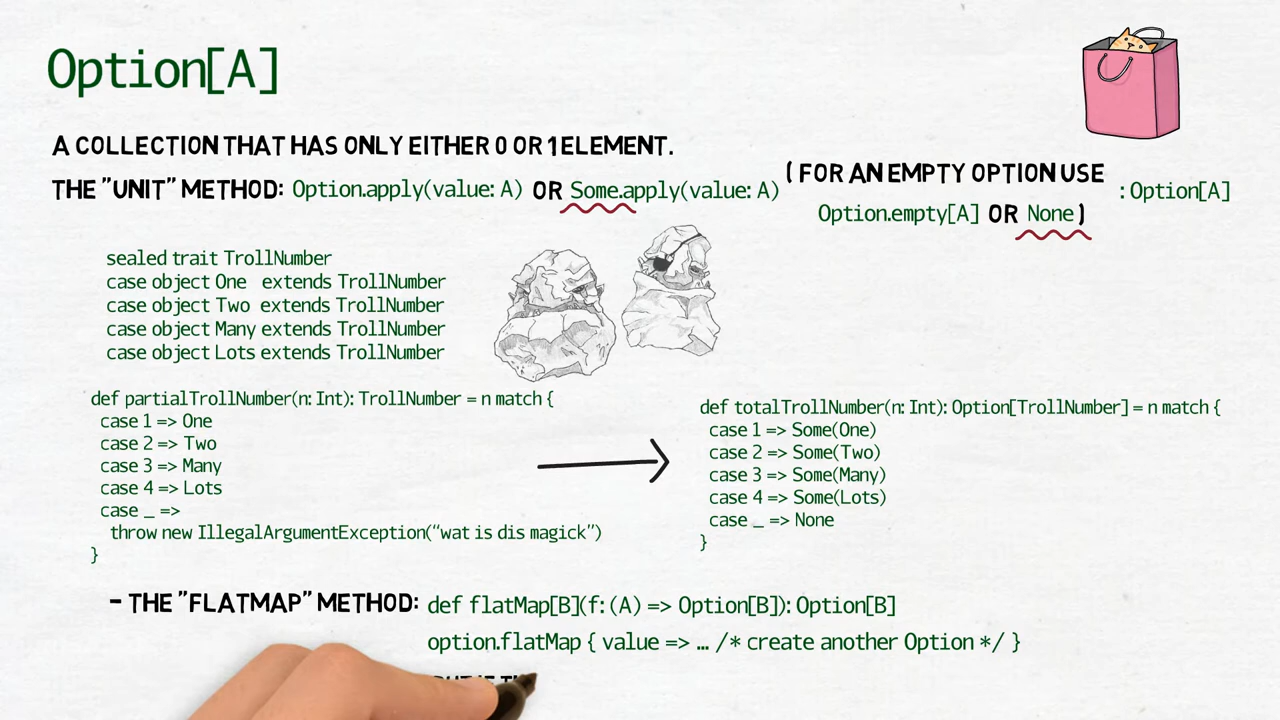 Option[A]
A COLLECTION THAT HAS ONLY EITHER 0 OR 1 ELEMENT.
THE "UNIT" METHOD: Option.apply(value: A) OR Some.apply(value: A)
( FOR AN EMPTY OPTION USE
Option.empty[A] OR None )
: Option[A]
sealed trait TrollNumber
case object One extends TrollNumber
case object Two extends TrollNumber
case object Many extends TrollNumber
case object Lots extends TrollNumber
def partialTrollNumber(n: Int): TrollNumber = n match {
case 1 => One
case 2 => Two
case 3 => Many
case 4 => Lots
case _ =>
throw new IllegalArgumentException(“wat is dis magick”)
}
def totalTrollNumber(n: Int): Option[TrollNumber] = n match {
case 1 => Some(One)
case 2 => Some(Two)
case 3 => Some(Many)
case 4 => Some(Lots)
case _ => None
}
- THE "FLATMAP" METHOD: def flatMap[B](f: (A) => Option[B]): Option[B]
option.flatMap { value => … /* create another Option */ }